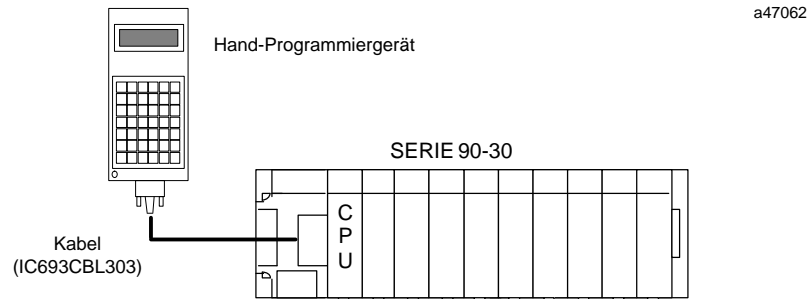 a47062
Hand-Programmiergerät
SERIE 90-30
C
P
U
Kabel
(IC693CBL303)